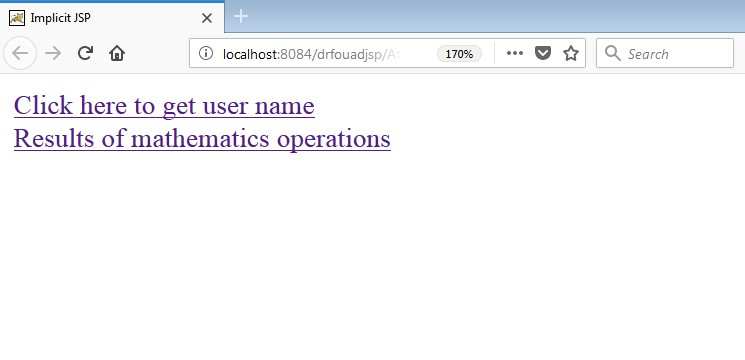 Implicit JSP
localhost:8084/drfouadjsp/A
170%
Search
Click here to get user name
Results of mathematics operations